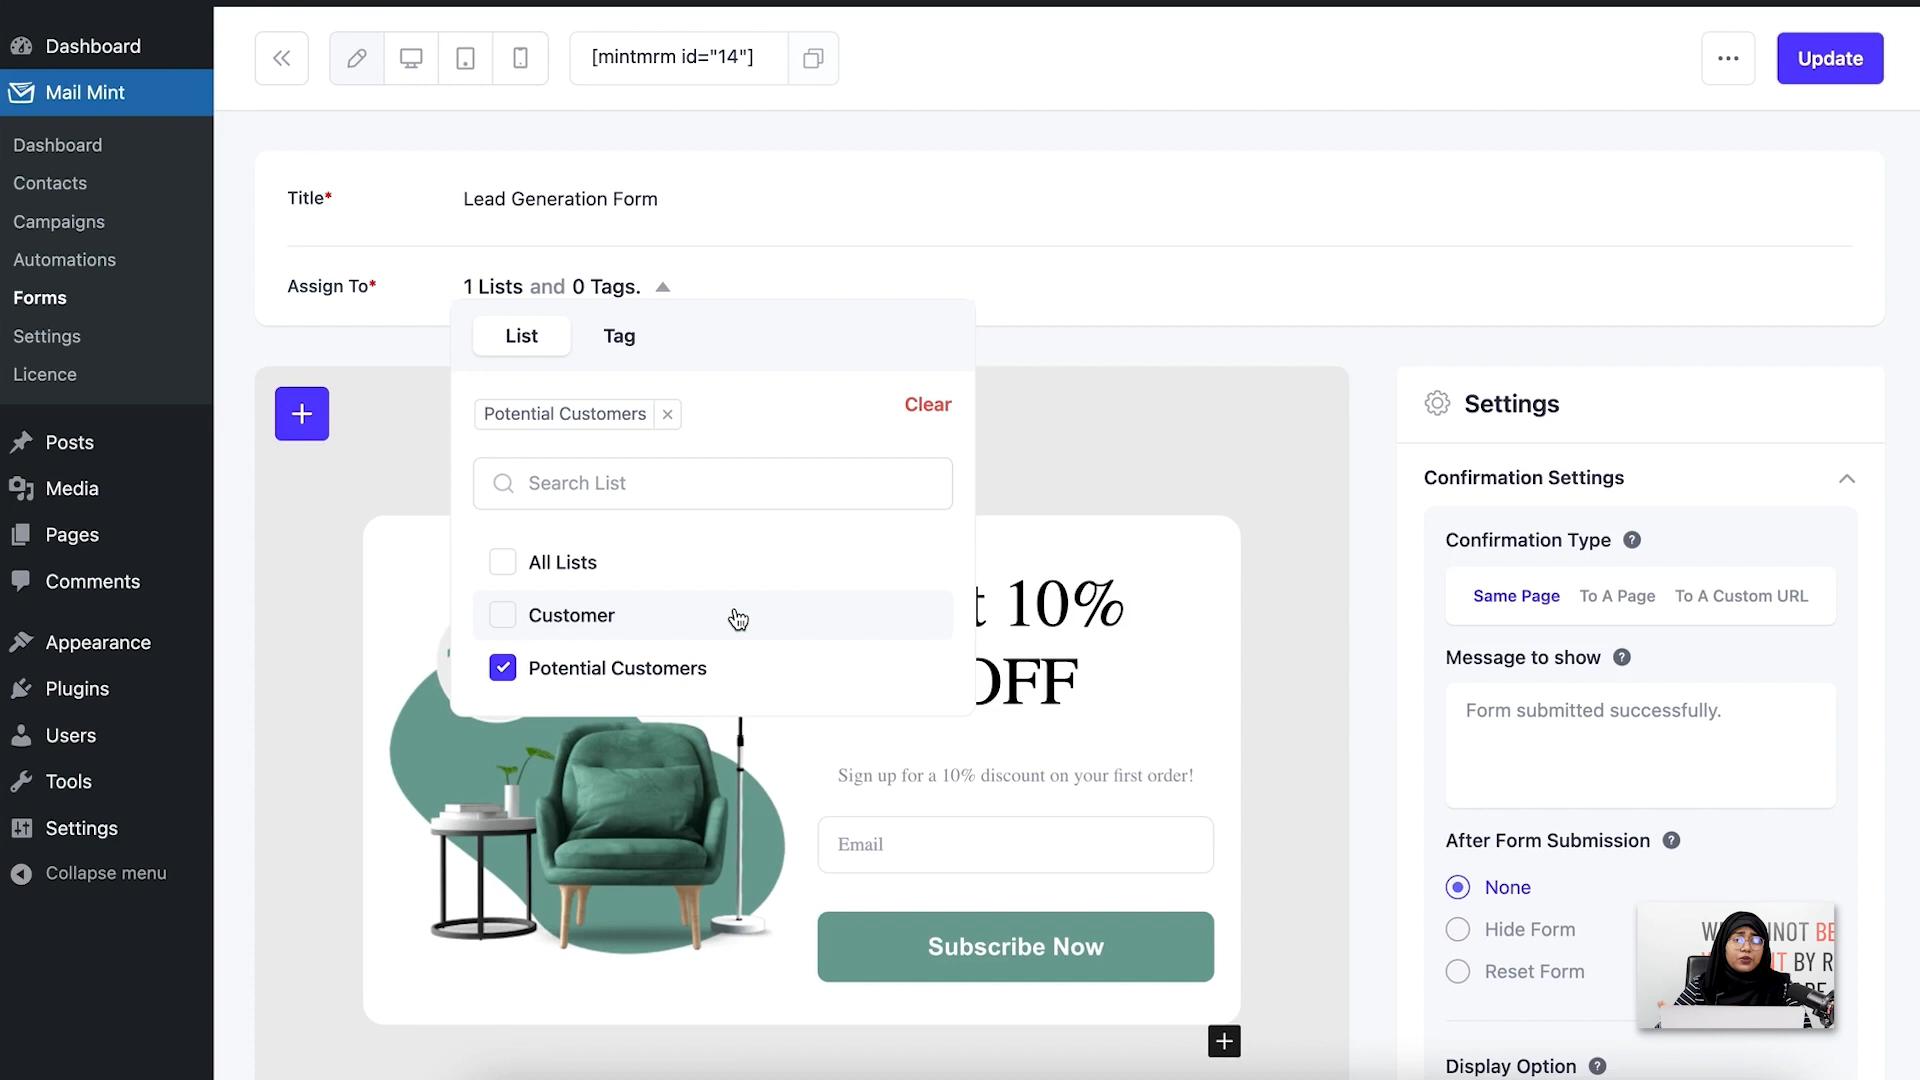 Dashboard
Mail Mint
Dashboard
Contacts
Campaigns
Automations
Forms
Settings
Licence
Posts
Media
Pages
Comments
Appearance
Plugins
Users
Tools
Settings
Collapse menu
[mintmrm id="14"]
Update
Title*
Lead Generation Form
Assign To*
1 Lists and 0 Tags.
List
Tag
Potential Customers
Clear
Search List
All Lists
Customer
Potential Customers
10%
OFF
Sign up for a 10% discount on your first order!
Email
Subscribe Now
Settings
Confirmation Settings
Confirmation Type
Same Page
To A Page
To A Custom URL
Message to show
Form submitted successfully.
After Form Submission
None
Hide Form
Reset Form
Display Option
BY